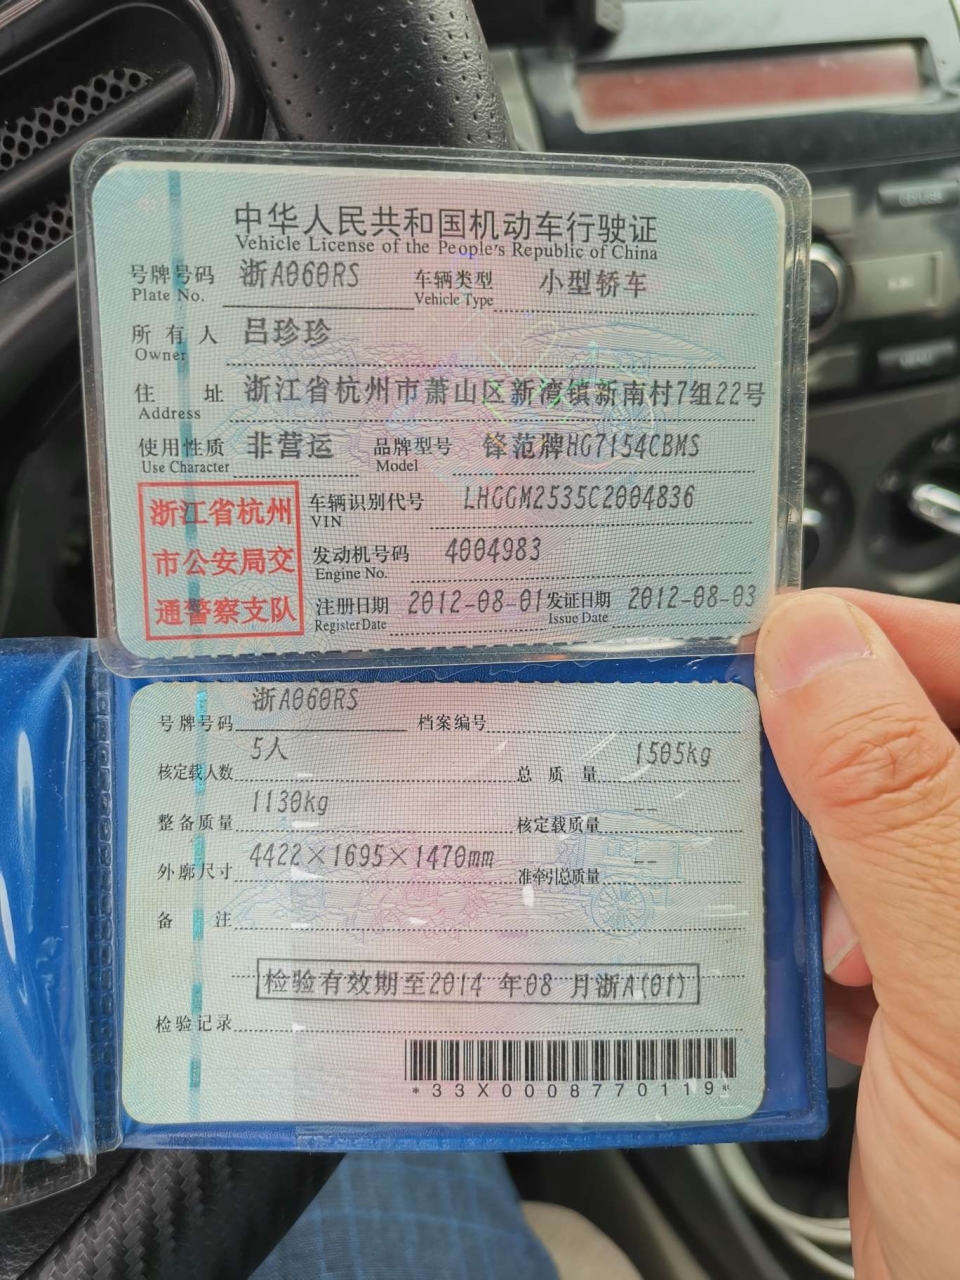 中华人民共和国机动车行驶证
Vehicle License of the People's Republic of China
号牌号码 浙A060RS 车辆类型 小型轿车
Plate No. Vehicle Type
所有人 吕珍珍
Owner
住址 浙江省杭州市萧山区新湾镇新南村7组22号
Address
使用性质 非营运 品牌型号 锋范牌HG7154CBMS
Use Character Model
浙江省杭州
市公安局交
通警察支队
车辆识别代号 LHGGM2535C2004836
VIN
发动机号码 4004983
Engine No.
注册日期 2012-08-01 发证日期 2012-08-03
Register Date Issue Date
号牌号码 浙A060RS 档案编号
核定载人数 5人 总质量 1505kg
整备质量 1130kg 核定载质量 --
外廓尺寸 4422×1695×1470mm 准牵引总质量 --
备注
检验有效期至2014 年08 月浙A(01)
检验记录
*33X0008770119*